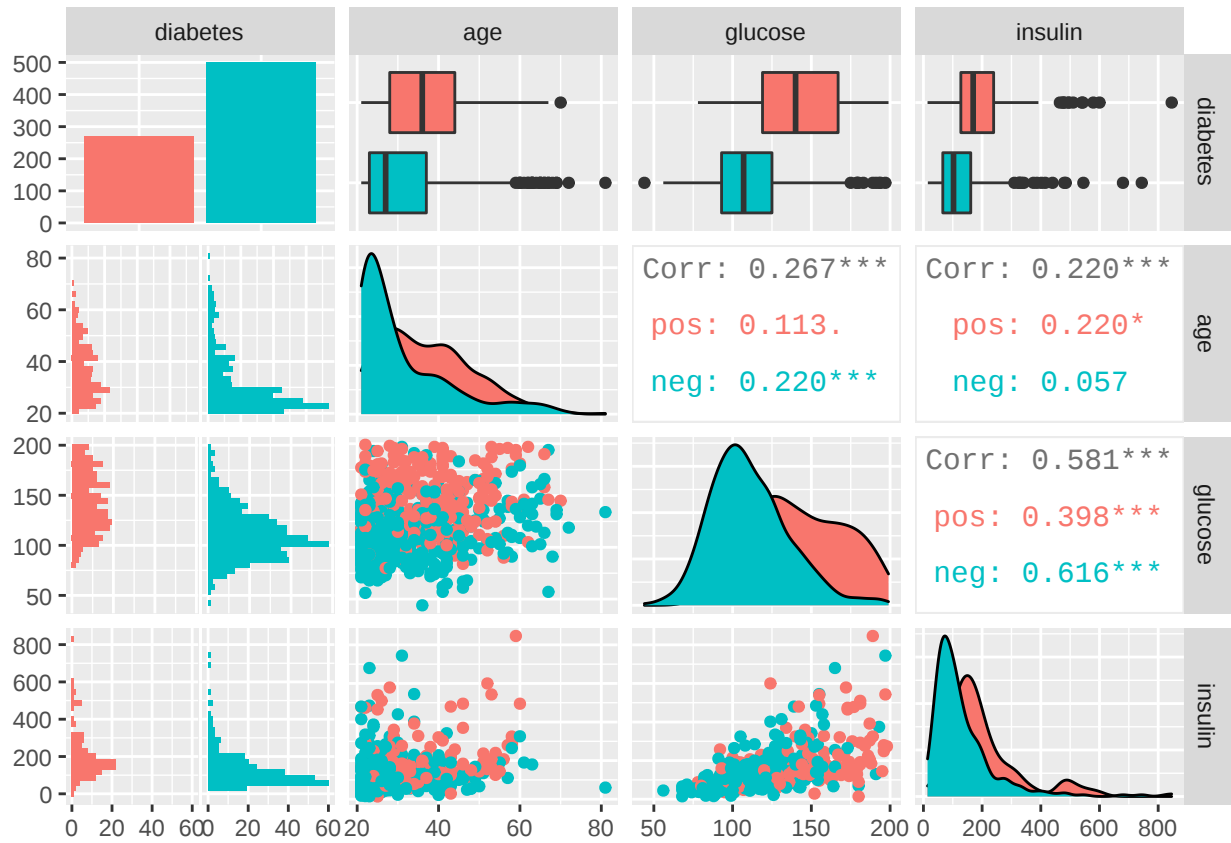 diabetes age glucose insulin
500
400
300
200
100
0
diabetes
80
60
40
20
Corr: 0.267***
pos: 0.113.
neg: 0.220***
Corr: 0.220***
pos: 0.220*
neg: 0.057
age
200
150
100
50
Corr: 0.581***
pos: 0.398***
neg: 0.616***
glucose
800
600
400
200
0
insulin
0 20 40 60 0 20 40 60 20 40 60 80 50 100 150 200 0 200 400 600 800